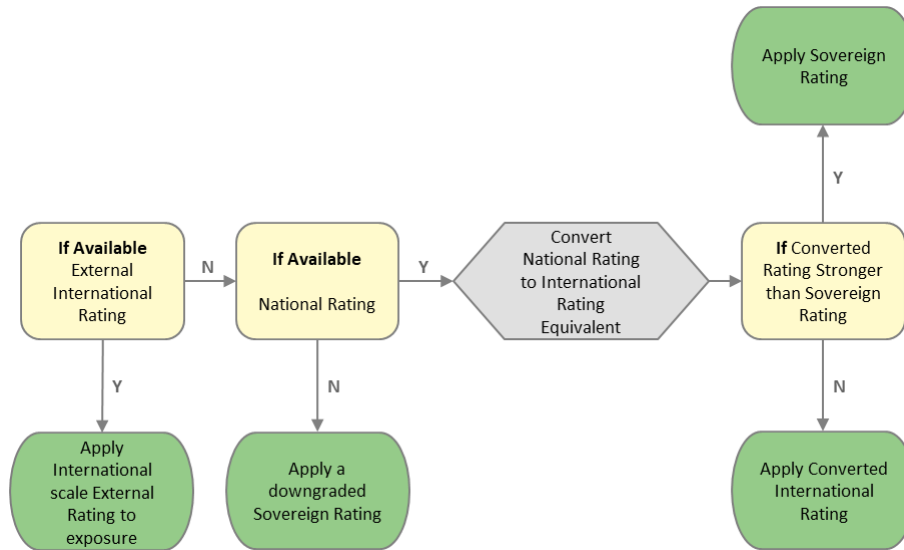 Apply Sovereign
Rating
Y
If Available
External
International
Rating
N
If Available
National Rating
Y
Convert
National Rating
to International
Rating
Equivalent
If Converted
Rating Stronger
than Sovereign
Rating
Y
N
N
Apply
International
scale External
Rating to
exposure
Apply a
downgraded
Sovereign Rating
Apply Converted
International
Rating